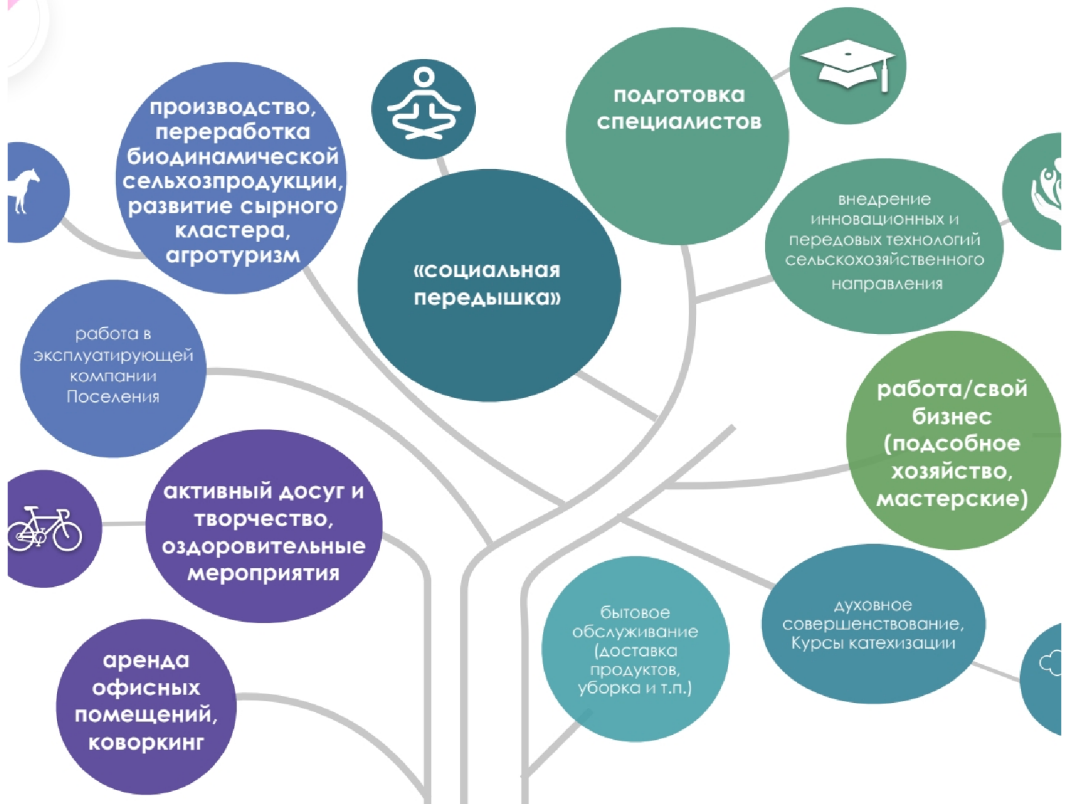 производство,
переработка
биодинамической
сельхозпродукции,
развитие сырного
кластера,
агротуризм
«социальная
передышка»
подготовка
специалистов
внедрение
инновационных и
передовых технологий
сельскохозяйственного
направления
работа в
эксплуатирующей
компании
Поселения
работа/свой
бизнес
(подсобное
хозяйство,
мастерские)
активный досуг и
творчество,
оздоровительные
мероприятия
бытовое
обслуживание
(доставка
продуктов,
уборка и т.п.)
духовное
совершенствование,
Курсы катехизации
аренда
офисных
помещений,
коворкинг